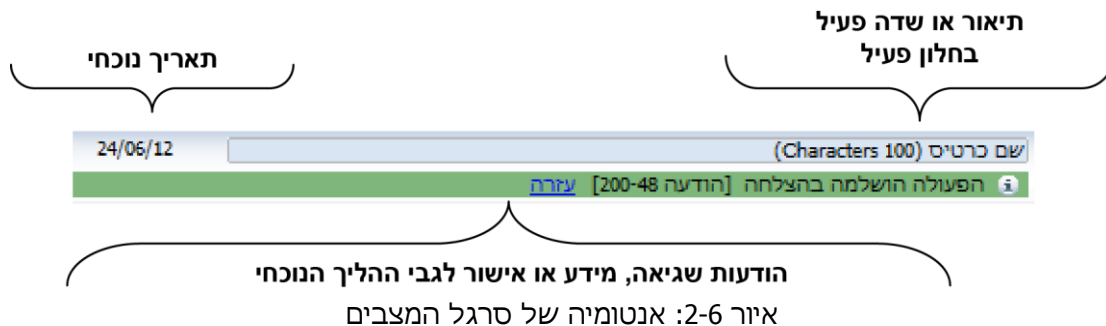 תיאור או שדה פעיל
בחלון פעיל
תאריך נוכחי
שם כרטיס (100 Characters)
24/06/12
הפעולה הושלמה בהצלחה [הודעה 200-48] עזרה
הודעות שגיאה, מידע או אישור לגבי ההליך הנוכחי
איור 2-6: אנטומיה של סרגל המצבים